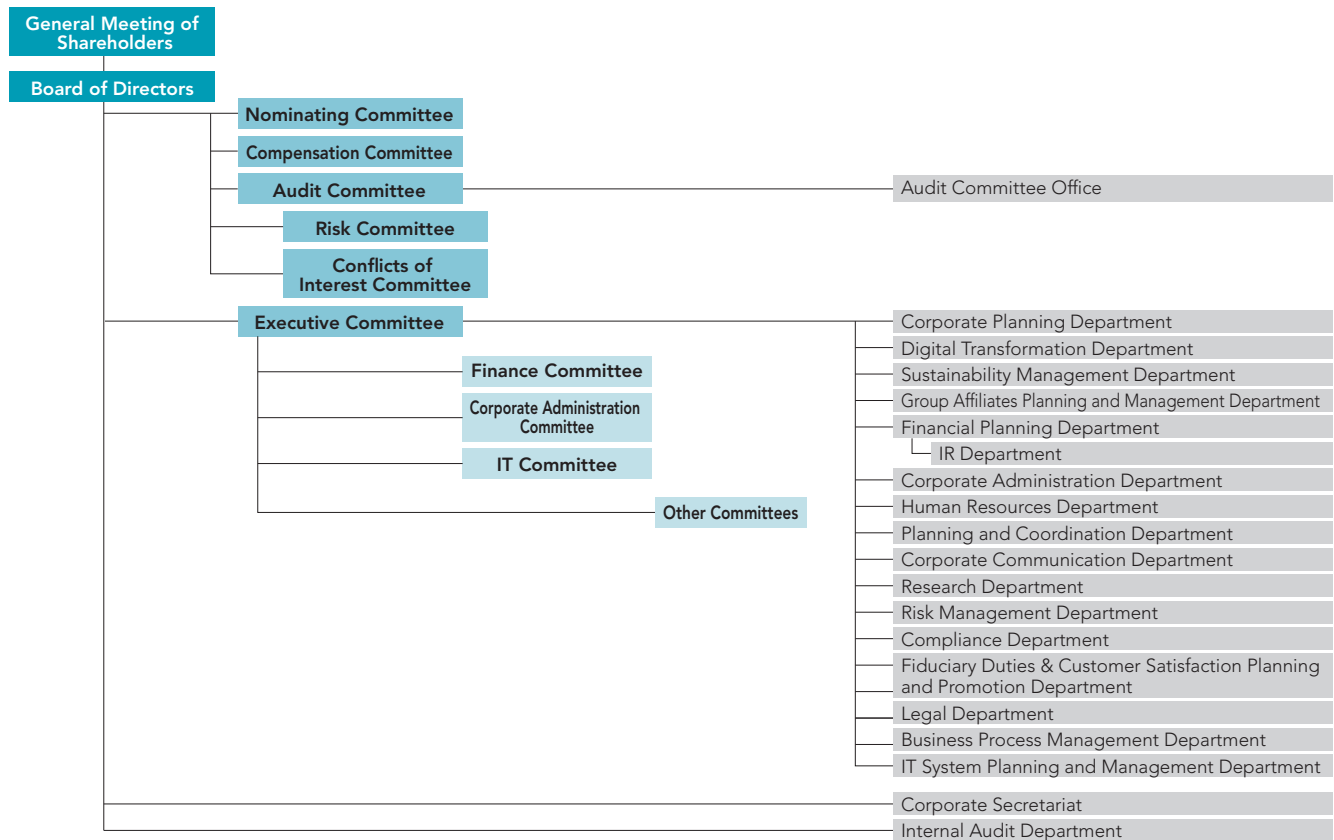 General Meeting of
Shareholders
Board of Directors
Nominating Committee
Compensation Committee
Audit Committee
Audit Committee Office
Risk Committee
Conflicts of
Interest Committee
Executive Committee
Finance Committee
Corporate Administration
Committee
IT Committee
Other Committees
Corporate Planning Department
Digital Transformation Department
Sustainability Management Department
Group Affiliates Planning and Management Department
Financial Planning Department
IR Department
Corporate Administration Department
Human Resources Department
Planning and Coordination Department
Corporate Communication Department
Research Department
Risk Management Department
Compliance Department
Fiduciary Duties & Customer Satisfaction Planning
and Promotion Department
Legal Department
Business Process Management Department
IT System Planning and Management Department
Corporate Secretariat
Internal Audit Department